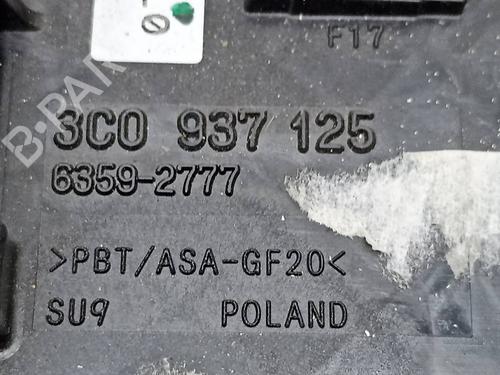 F17
3C0 937 125
6359-2777
>PBT/ASA-GF20<
SU9 POLAND